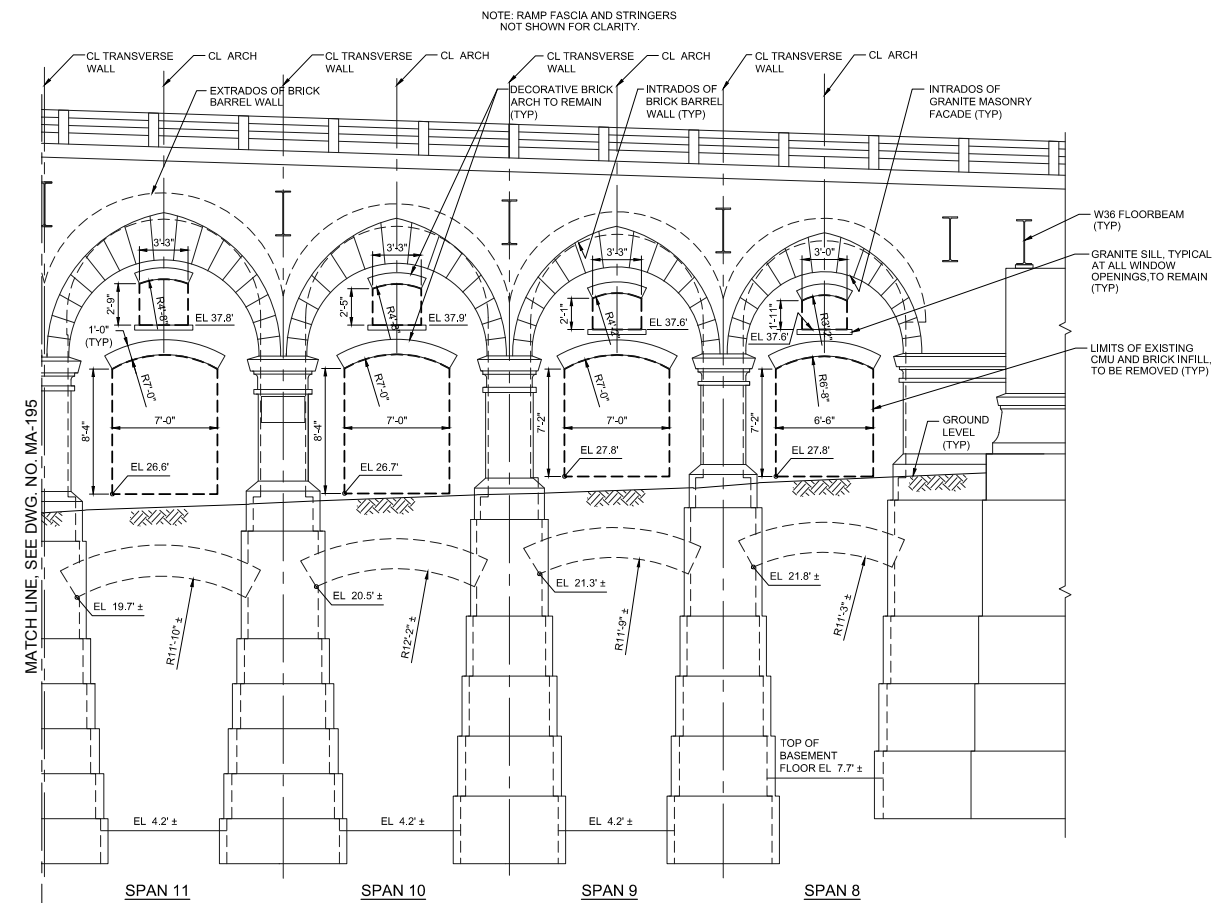 NOTE: RAMP FASCIA AND STRINGERS
NOT SHOWN FOR CLARITY.
CL TRANSVERSE
WALL
CL ARCH
CL TRANSVERSE
WALL
CL ARCH
CL TRANSVERSE
WALL
CL ARCH
CL TRANSVERSE
WALL
CL ARCH
EXTRADOS OF BRICK
BARREL WALL
DECORATIVE BRICK
ARCH TO REMAIN
(TYP)
INTRADOS OF
BRICK BARREL
WALL (TYP)
INTRADOS OF
GRANITE MASONRY
FACADE (TYP)
W36 FLOORBEAM
(TYP)
GRANITE SILL, TYPICAL
AT ALL WINDOW
OPENINGS,TO REMAIN
(TYP)
LIMITS OF EXISTING
CMU AND BRICK INFILL,
TO BE REMOVED (TYP)
GROUND
LEVEL
(TYP)
3'-3"
2'-9"
R4'-8"
EL 37.8'
1'-0"
(TYP)
R7'-0"
8'-4"
7'-0"
EL 26.6'
3'-3"
2'-5"
EL 37.9'
R7'-0"
8'-4"
7'-0"
EL 26.7'
3'-3"
2'-1"
EL 37.6'
R7'-0"
7'-2"
7'-0"
EL 27.8'
3'-0"
1'-11"
EL 37.6'
R6'-8"
7'-2"
6'-6"
EL 27.8'
EL 19.7' ±
R11'-10" ±
EL 20.5' ±
R12'-2" ±
EL 21.3' ±
R11'-9" ±
EL 21.8' ±
R11'-3" ±
TOP OF
BASEMENT
FLOOR EL 7.7' ±
EL 4.2' ±
EL 4.2' ±
EL 4.2' ±
MATCH LINE, SEE DWG. NO. MA-195
SPAN 11
SPAN 10
SPAN 9
SPAN 8